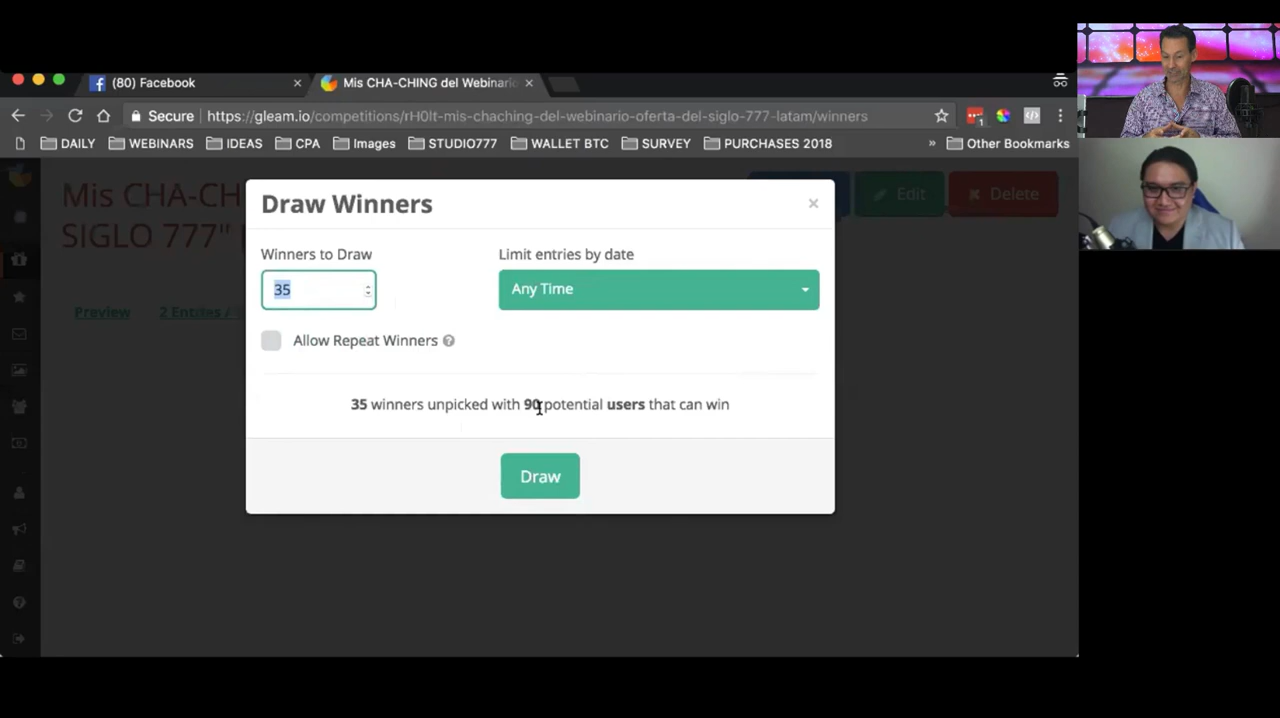 (80) Facebook
Mis CHA-CHING del Webinario
Secure https://gleam.io/competitions/rH0lt-mis-chaching-del-webinario-oferta-del-siglo-777-latam/winners
DAILY WEBINARS IDEAS CPA Images STUDIO777 WALLET BTC SURVEY PURCHASES 2018 » Other Bookmarks
Mis CHA-CH
SIGLO 777"
Edit
Delete
Preview
2 Entries /
Draw Winners
Winners to Draw
Limit entries by date
35
Any Time
Allow Repeat Winners
35 winners unpicked with 90 potential users that can win
Draw